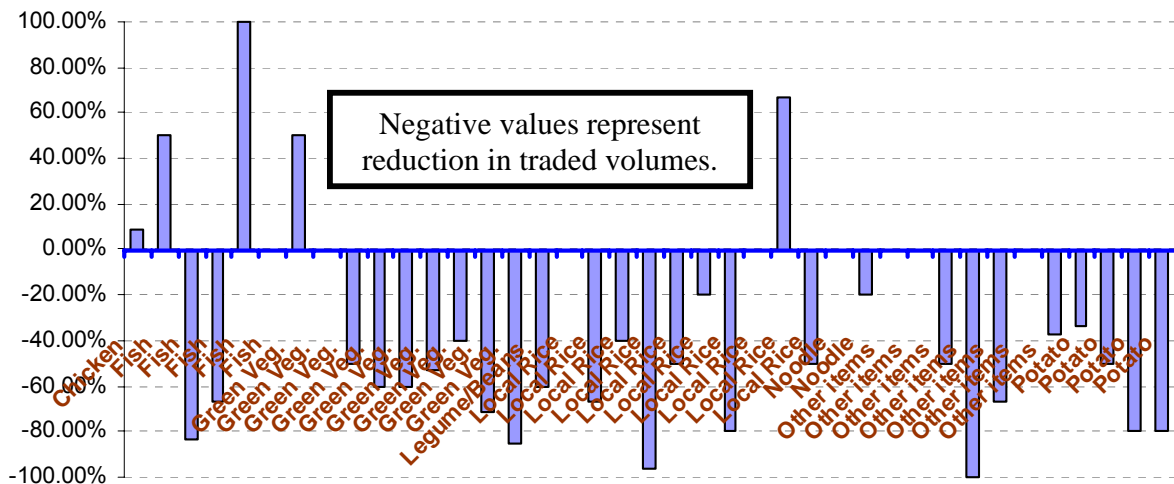 100.00%
80.00%
60.00%
40.00%
20.00%
0.00%
-20.00%
-40.00%
-60.00%
-80.00%
-100.00%
Negative values represent
reduction in traded volumes.
Chicken
Fish
Fish
Fish
Fish
Fish
Green Veg.
Green Veg.
Green Veg.
Green Veg.
Green Veg.
Green Veg.
Green Veg.
Green Veg.
Green Veg.
Legume/Beans
Local Rice
Local Rice
Local Rice
Local Rice
Local Rice
Local Rice
Local Rice
Local Rice
Local Rice
Local Rice
Noodle
Noodle
Other items
Other items
Other items
Other items
Other items
Other items
Other items
Potato
Potato
Potato
Potato